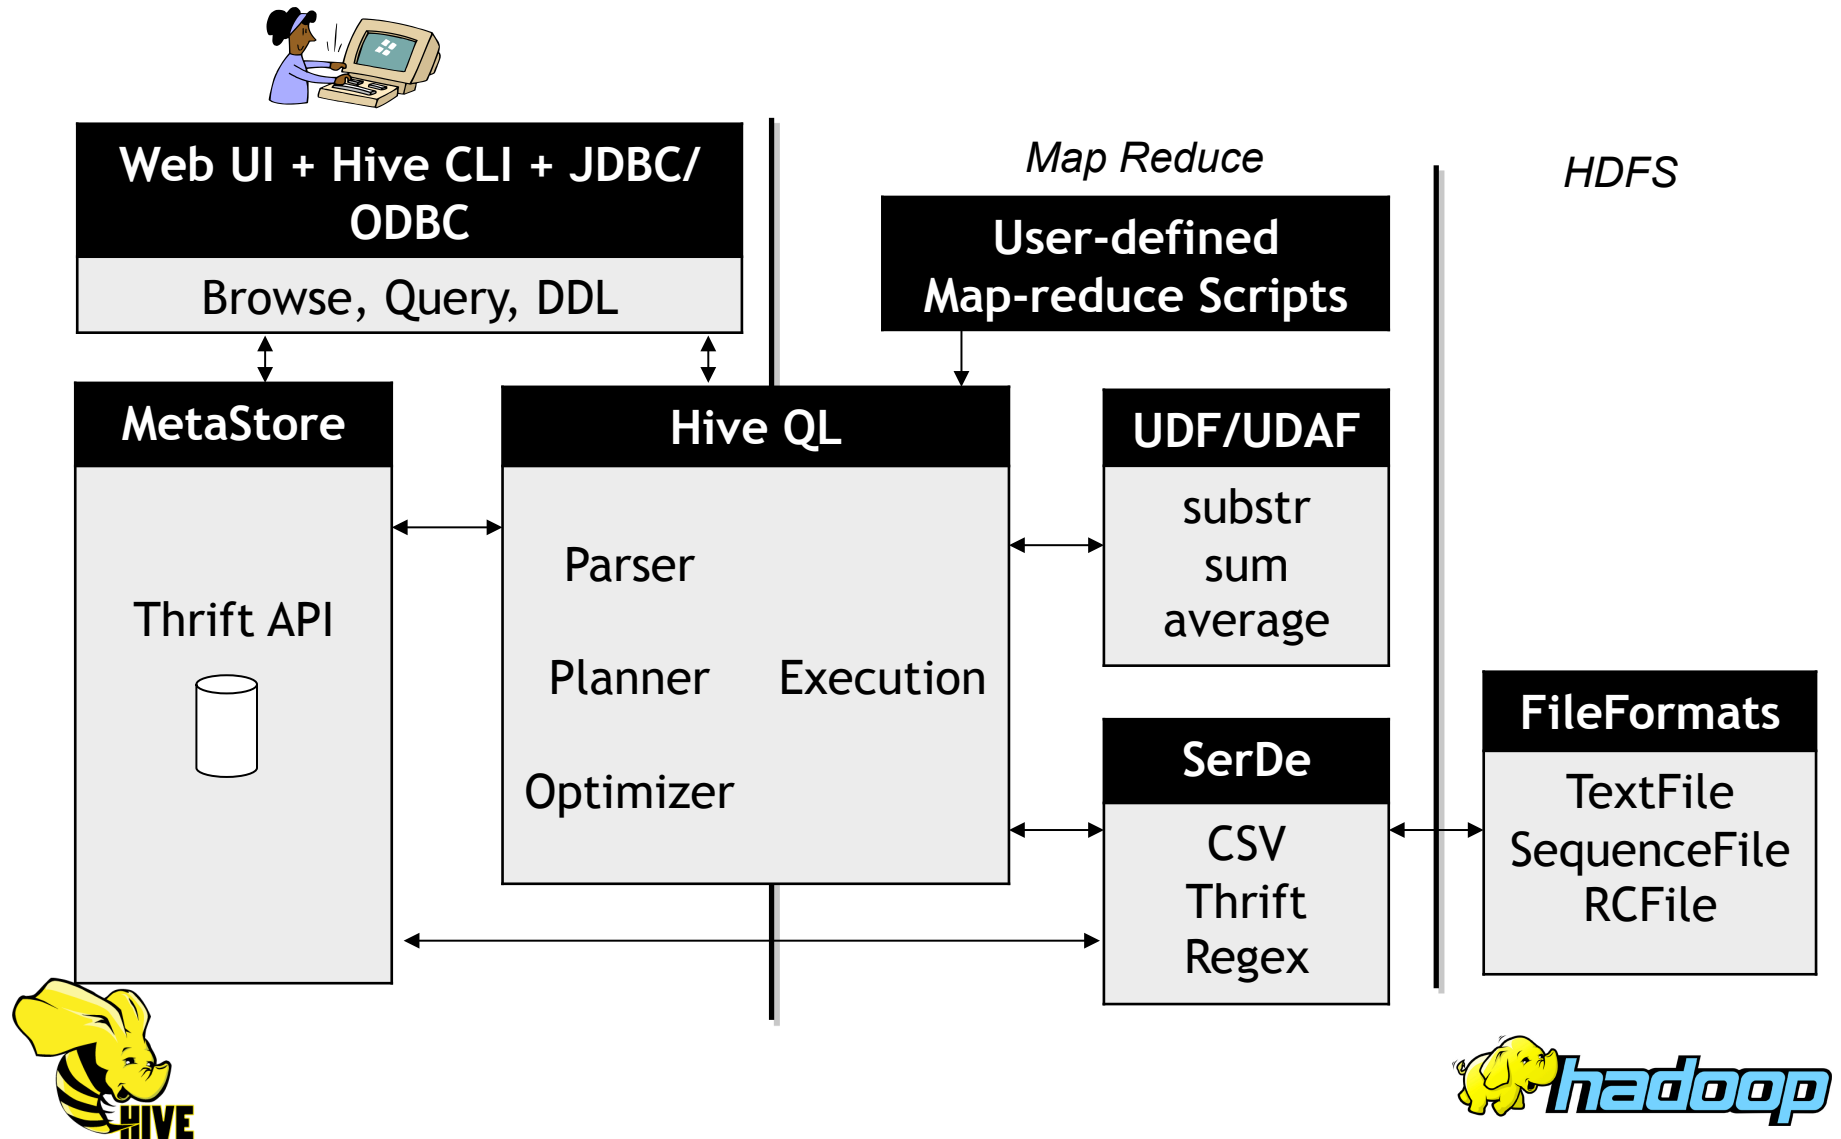 Web UI + Hive CLI + JDBC/
ODBC
Browse, Query, DDL
Map Reduce
HDFS
User-defined
Map-reduce Scripts
MetaStore
Thrift API
Hive QL
Parser
Planner
Execution
Optimizer
UDF/UDAF
substr
sum
average
SerDe
CSV
Thrift
Regex
FileFormats
TextFile
SequenceFile
RCFile
HIVE
hadoop